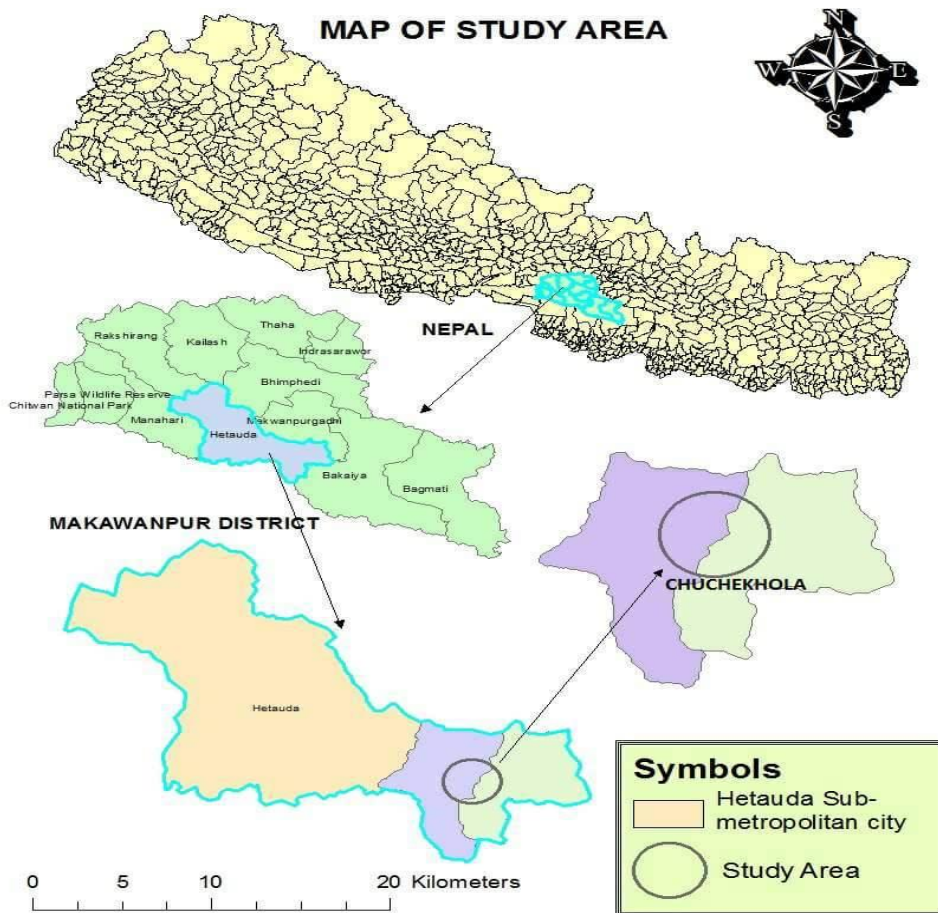 MAP OF STUDY AREA
N
W
E
S
NEPAL
Thaha
Rakshirang
Kailash
Indrasarawor
Bhimphedi
Parsa Wildlife Reserve
Chitwan National Park
Manahari
Makwanpurgadhi
Hetauda
Bakaiya
Bagmati
MAKAWANPUR DISTRICT
CHUCHEKHOLA
Hetauda
Symbols
Hetauda Sub-
metropolitan city
Study Area
0 5 10 20 Kilometers